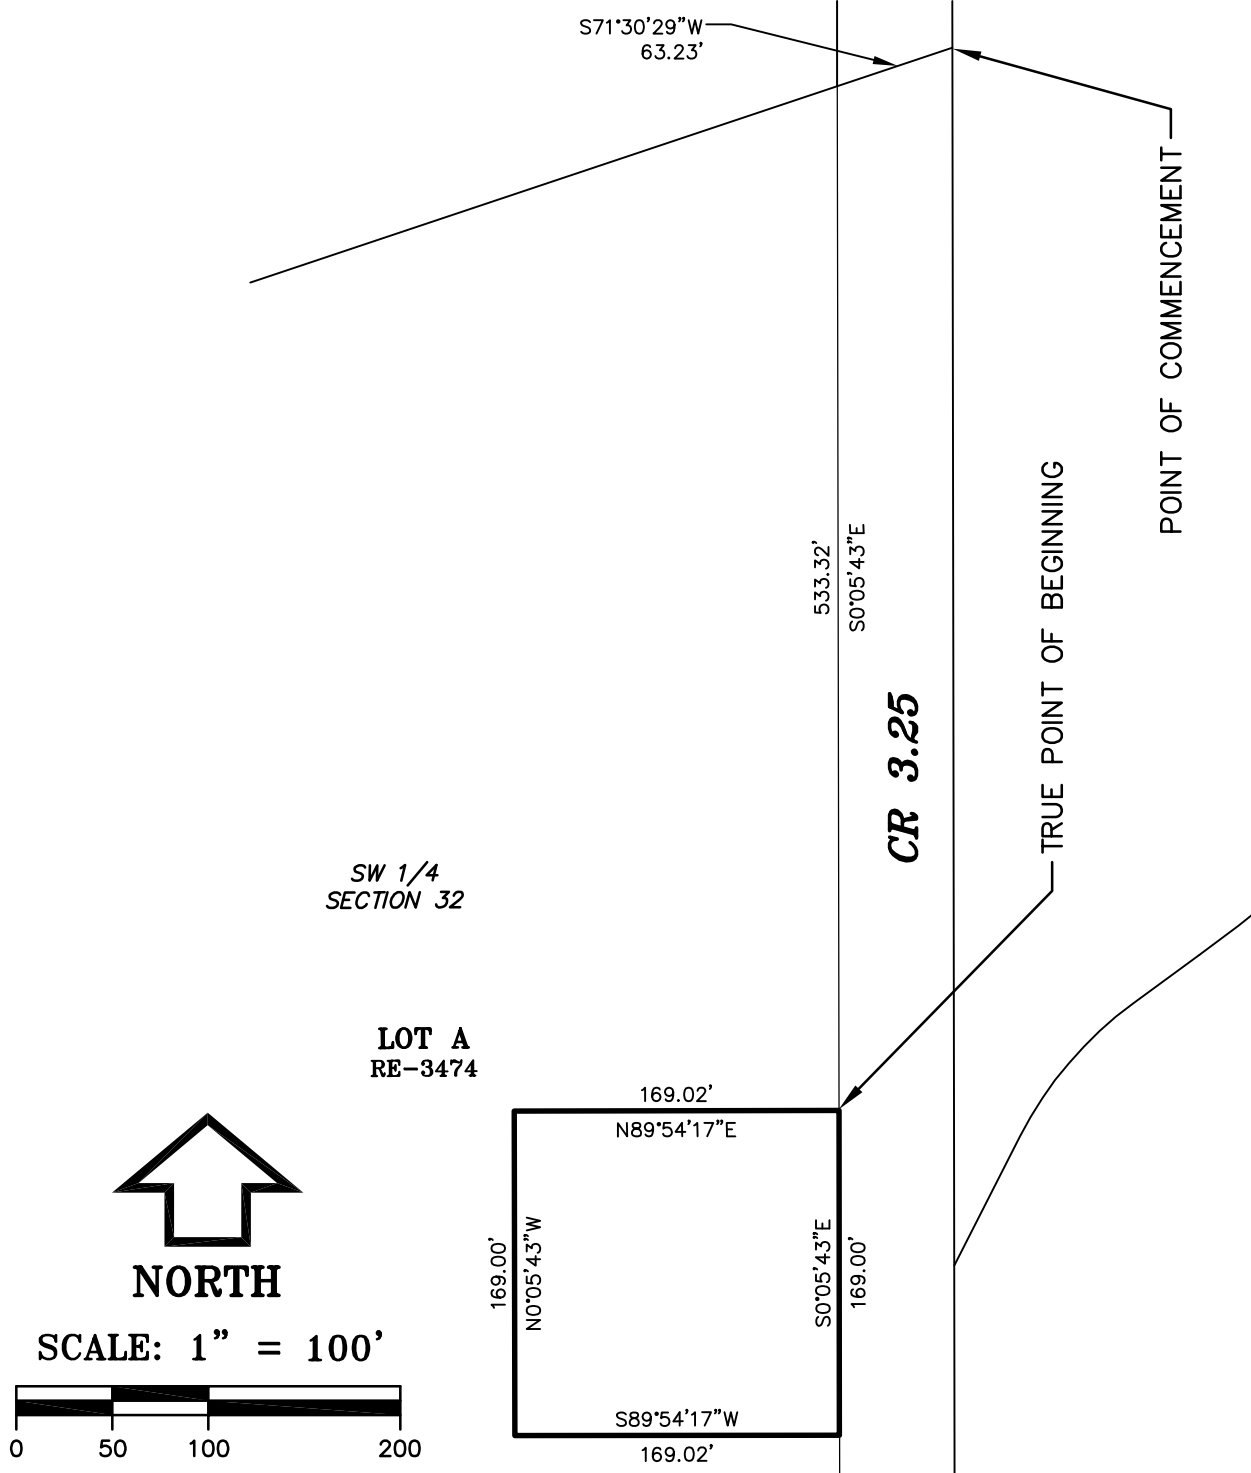 S71°30'29"W
63.23'
POINT OF COMMENCEMENT
533.32'
S0°05'43"E
TRUE POINT OF BEGINNING
CR 3.25
SW 1/4
SECTION 32
LOT A
RE-3474
169.02'
N89°54'17"E
169.00'
N0°05'43"W
S0°05'43"E
169.00'
S89°54'17"W
169.02'
NORTH
SCALE: 1" = 100'
0 50 100 200